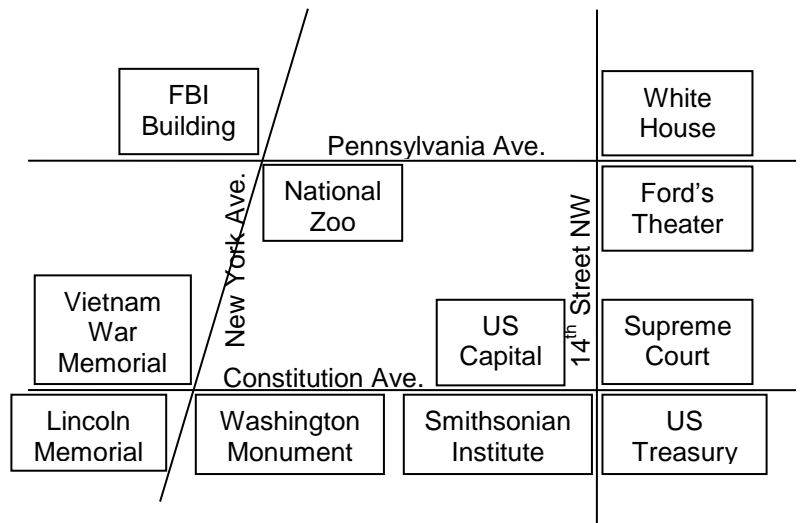 FBI
Building
White
House
Pennsylvania Ave.
National
Zoo
Ford's
Theater
New York Ave.
14th Street NW
Vietnam
War
Memorial
US
Capital
Supreme
Court
Constitution Ave.
Lincoln
Memorial
Washington
Monument
Smithsonian
Institute
US
Treasury